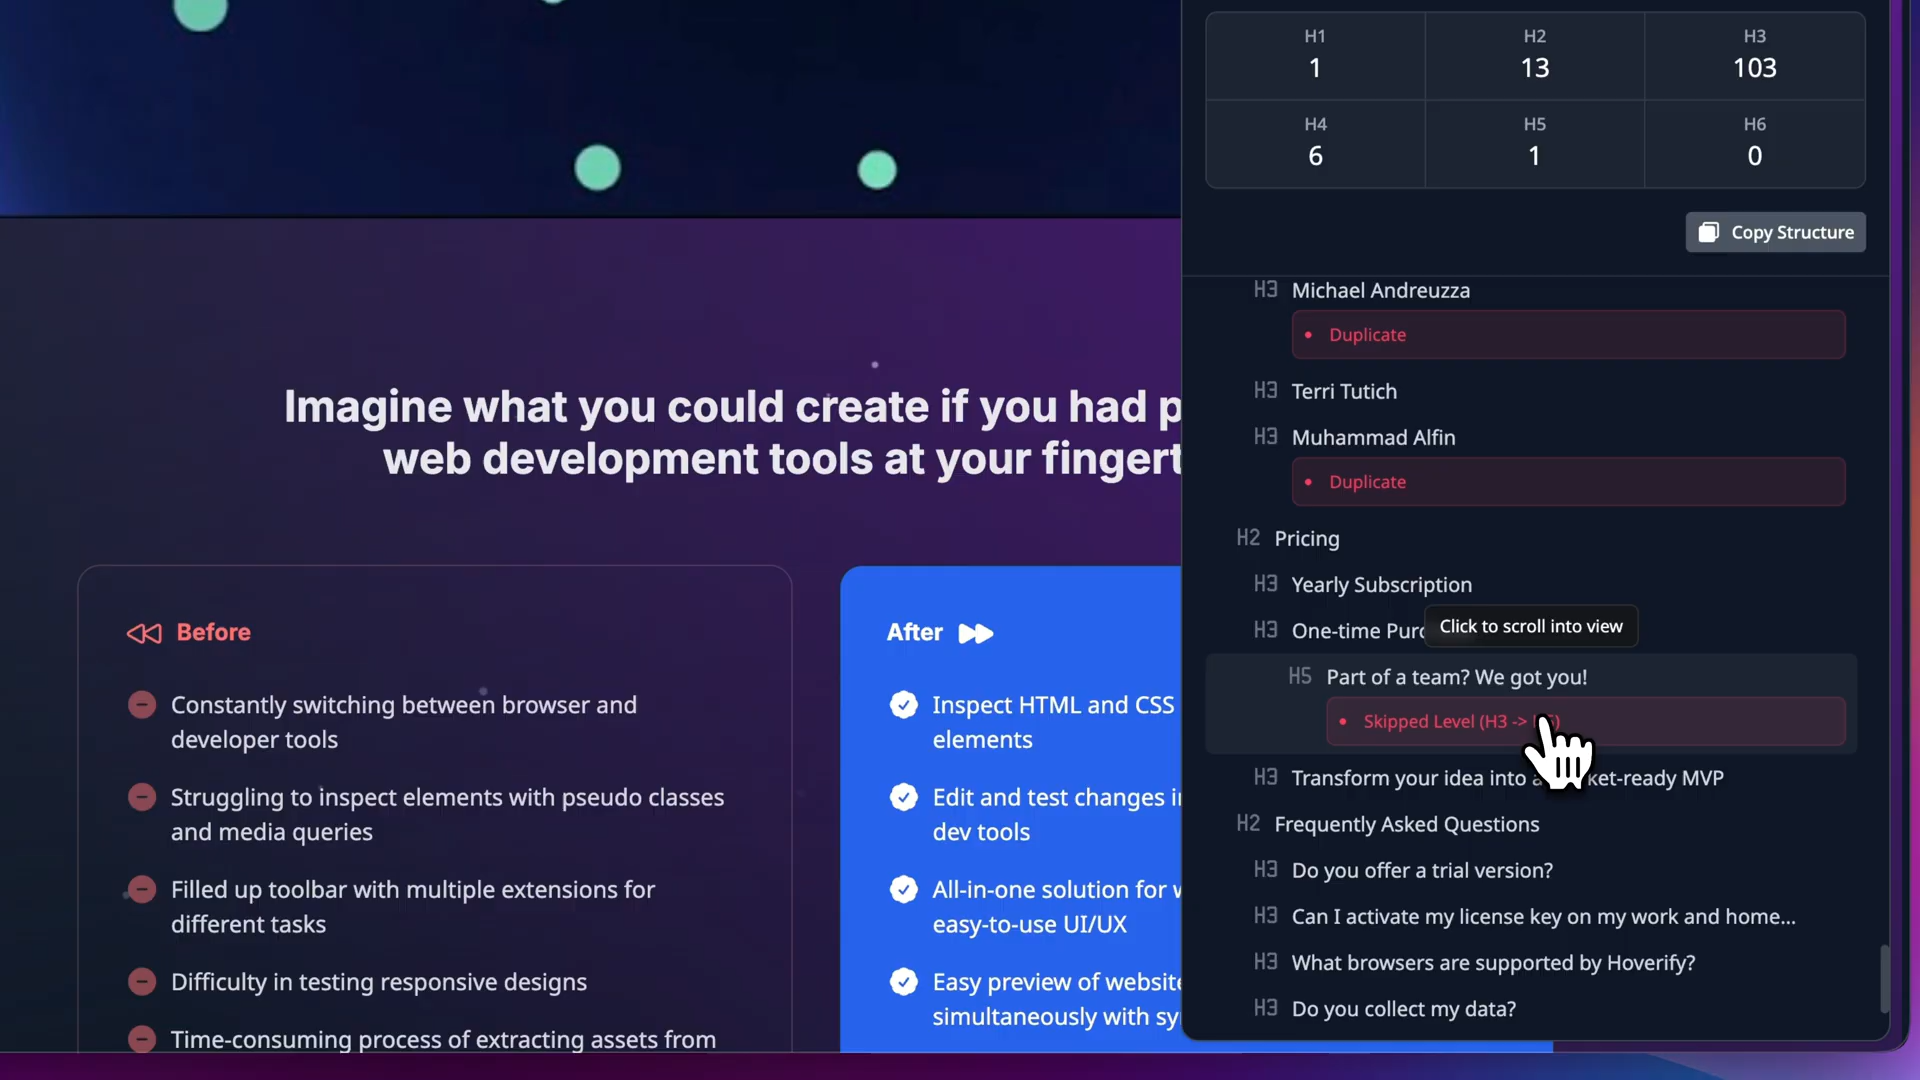 Imagine what you could create if you had p
web development tools at your fingert
Before
Constantly switching between browser and
developer tools
Struggling to inspect elements with pseudo classes
and media queries
Filled up toolbar with multiple extensions for
different tasks
Difficulty in testing responsive designs
Time-consuming process of extracting assets from
After
Inspect HTML and CSS
elements
Edit and test changes i
dev tools
All-in-one solution for
easy-to-use UI/UX
Easy preview of website
simultaneously with sy
H1
1
H2
13
H3
103
H4
6
H5
1
H6
0
Copy Structure
H3 Michael Andreuzza
Duplicate
H3 Terri Tutich
H3 Muhammad Alfin
Duplicate
H2 Pricing
H3 Yearly Subscription
H3 One-time Purc
Click to scroll into view
H5 Part of a team? We got you!
Skipped Level (H3 ->
H3 Transform your idea into a ket-ready MVP
H2 Frequently Asked Questions
H3 Do you offer a trial version?
H3 Can I activate my license key on my work and home...
H3 What browsers are supported by Hoverify?
H3 Do you collect my data?